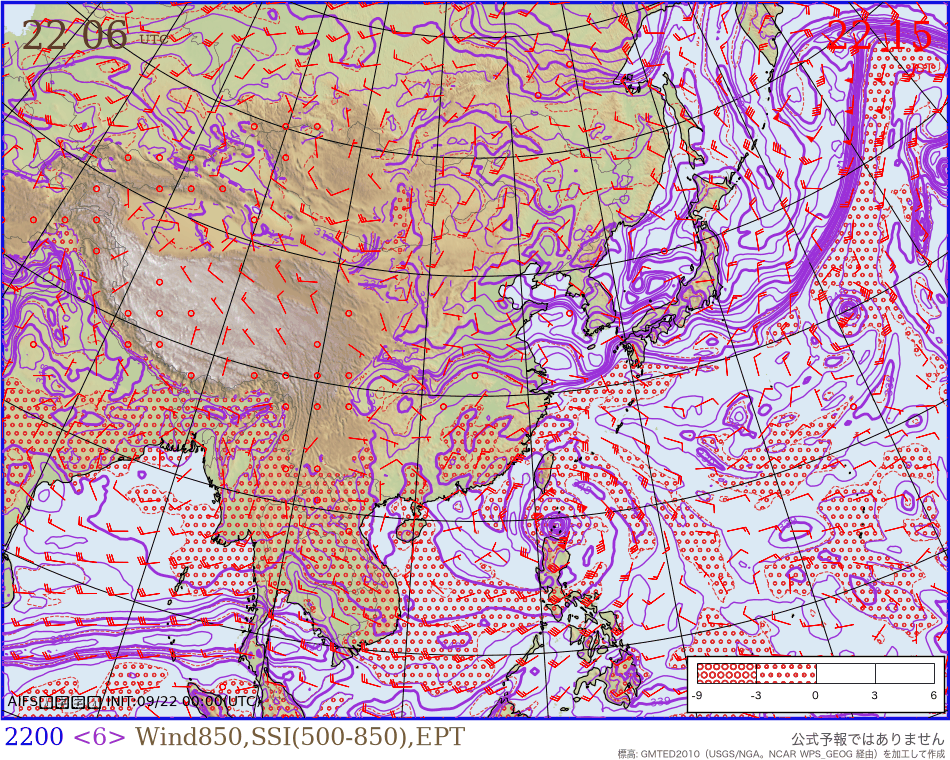 22 06 UTC
22 15
AIFS INIT:09/22 00:00(UTC)
-9 -3 0 3 6
2200 <6> Wind850,SSI(500-850),EPT
公式予報ではありません
標高: GMTED2010（USGS/NGA。NCAR WPS_GEOG 経由）を加工して作成